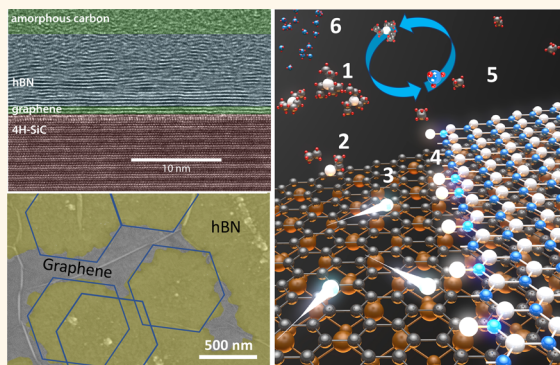 amorphous carbon
hBN
graphene
4H-SiC
10 nm
hBN
Graphene
500 nm
6
1
5
2
3
4